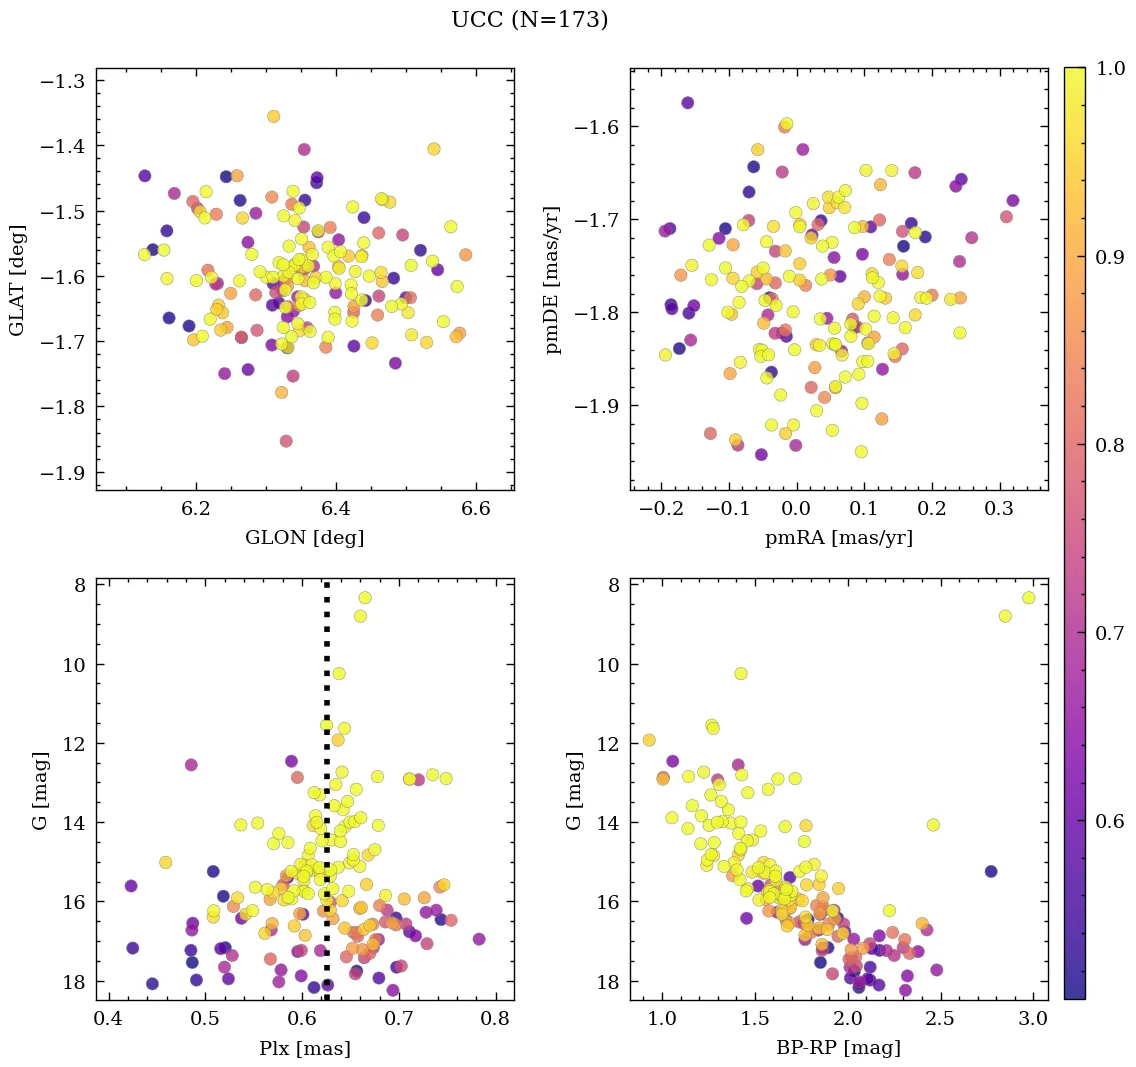 UCC (N=173)
−1.3
−1.4
−1.5
−1.6
−1.7
−1.8
−1.9
GLAT [deg]
6.2 6.4 6.6
GLON [deg]
−1.6
−1.7
−1.8
−1.9
pmDE [mas/yr]
−0.2 −0.1 0.0 0.1 0.2 0.3
pmRA [mas/yr]
8
10
12
14
16
18
G [mag]
0.4 0.5 0.6 0.7 0.8
Plx [mas]
8
10
12
14
16
18
G [mag]
1.0 1.5 2.0 2.5 3.0
BP-RP [mag]
1.0
0.9
0.8
0.7
0.6